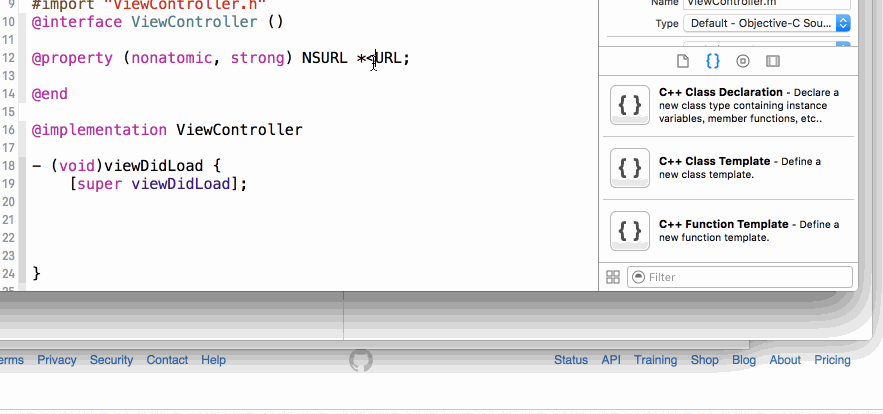 9 #import "ViewController.h"
10 @interface ViewController ()
11
12 @property (nonatomic, strong) NSURL *<URL;
13
14 @end
15
16 @implementation ViewController
17
18 - (void)viewDidLoad {
19 [super viewDidLoad];
20
21
22
23
24 }
25
Name ViewController.m
Type Default - Objective-C Sou...
{}
{ } C++ Class Declaration - Declare a
new class type containing instance
variables, member functions, etc..
{ } C++ Class Template - Define a
new class template.
{ } C++ Function Template - Define a
new function template.
Filter
erms Privacy Security Contact Help
Status API Training Shop Blog About Pricing